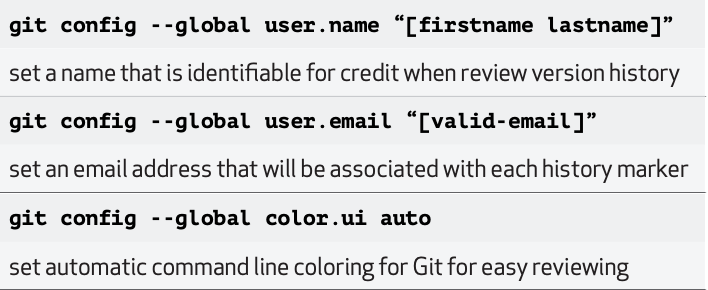 git config --global user.name “[firstname lastname]”
set a name that is identifiable for credit when review version history
git config --global user.email “[valid-email]”
set an email address that will be associated with each history marker
git config --global color.ui auto
set automatic command line coloring for Git for easy reviewing